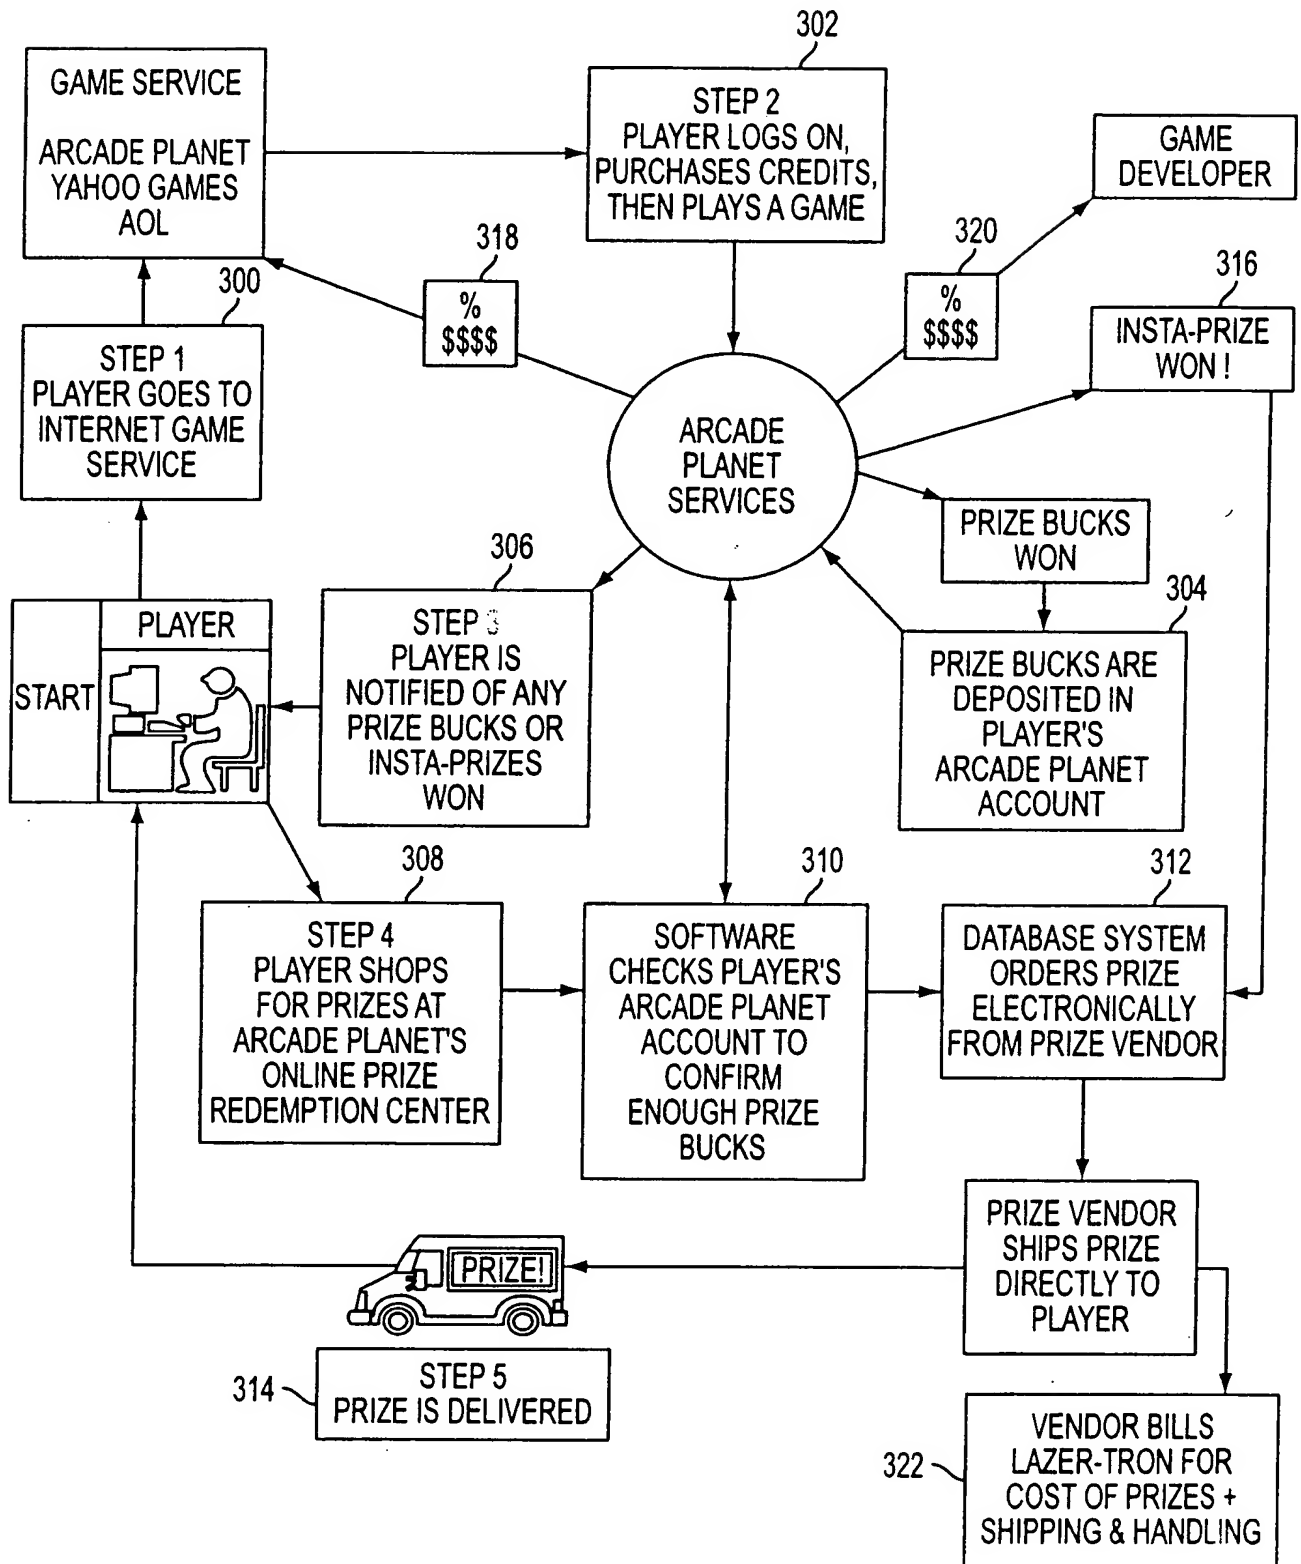 302
GAME SERVICE
ARCADE PLANET
YAHOO GAMES
AOL
STEP 2
PLAYER LOGS ON,
PURCHASES CREDITS,
THEN PLAYS A GAME
GAME
DEVELOPER
318
%
$$$$
320
%
$$$$
316
INSTA-PRIZE
WON !
300
STEP 1
PLAYER GOES TO
INTERNET GAME
SERVICE
ARCADE
PLANET
SERVICES
PRIZE BUCKS
WON
306
STEP 3
PLAYER IS
NOTIFIED OF ANY
PRIZE BUCKS OR
INSTA-PRIZES
WON
304
PRIZE BUCKS ARE
DEPOSITED IN
PLAYER'S
ARCADE PLANET
ACCOUNT
START
PLAYER
308
STEP 4
PLAYER SHOPS
FOR PRIZES AT
ARCADE PLANET'S
ONLINE PRIZE
REDEMPTION CENTER
310
SOFTWARE
CHECKS PLAYER'S
ARCADE PLANET
ACCOUNT TO
CONFIRM
ENOUGH PRIZE
BUCKS
312
DATABASE SYSTEM
ORDERS PRIZE
ELECTRONICALLY
FROM PRIZE VENDOR
PRIZE VENDOR
SHIPS PRIZE
DIRECTLY TO
PLAYER
PRIZE!
314
STEP 5
PRIZE IS DELIVERED
322
VENDOR BILLS
LAZER-TRON FOR
COST OF PRIZES +
SHIPPING & HANDLING